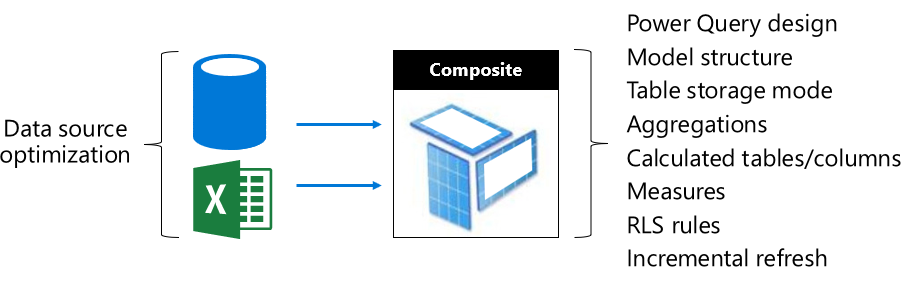 Data source
optimization
X
Composite
Power Query design
Model structure
Table storage mode
Aggregations
Calculated tables/columns
Measures
RLS rules
Incremental refresh